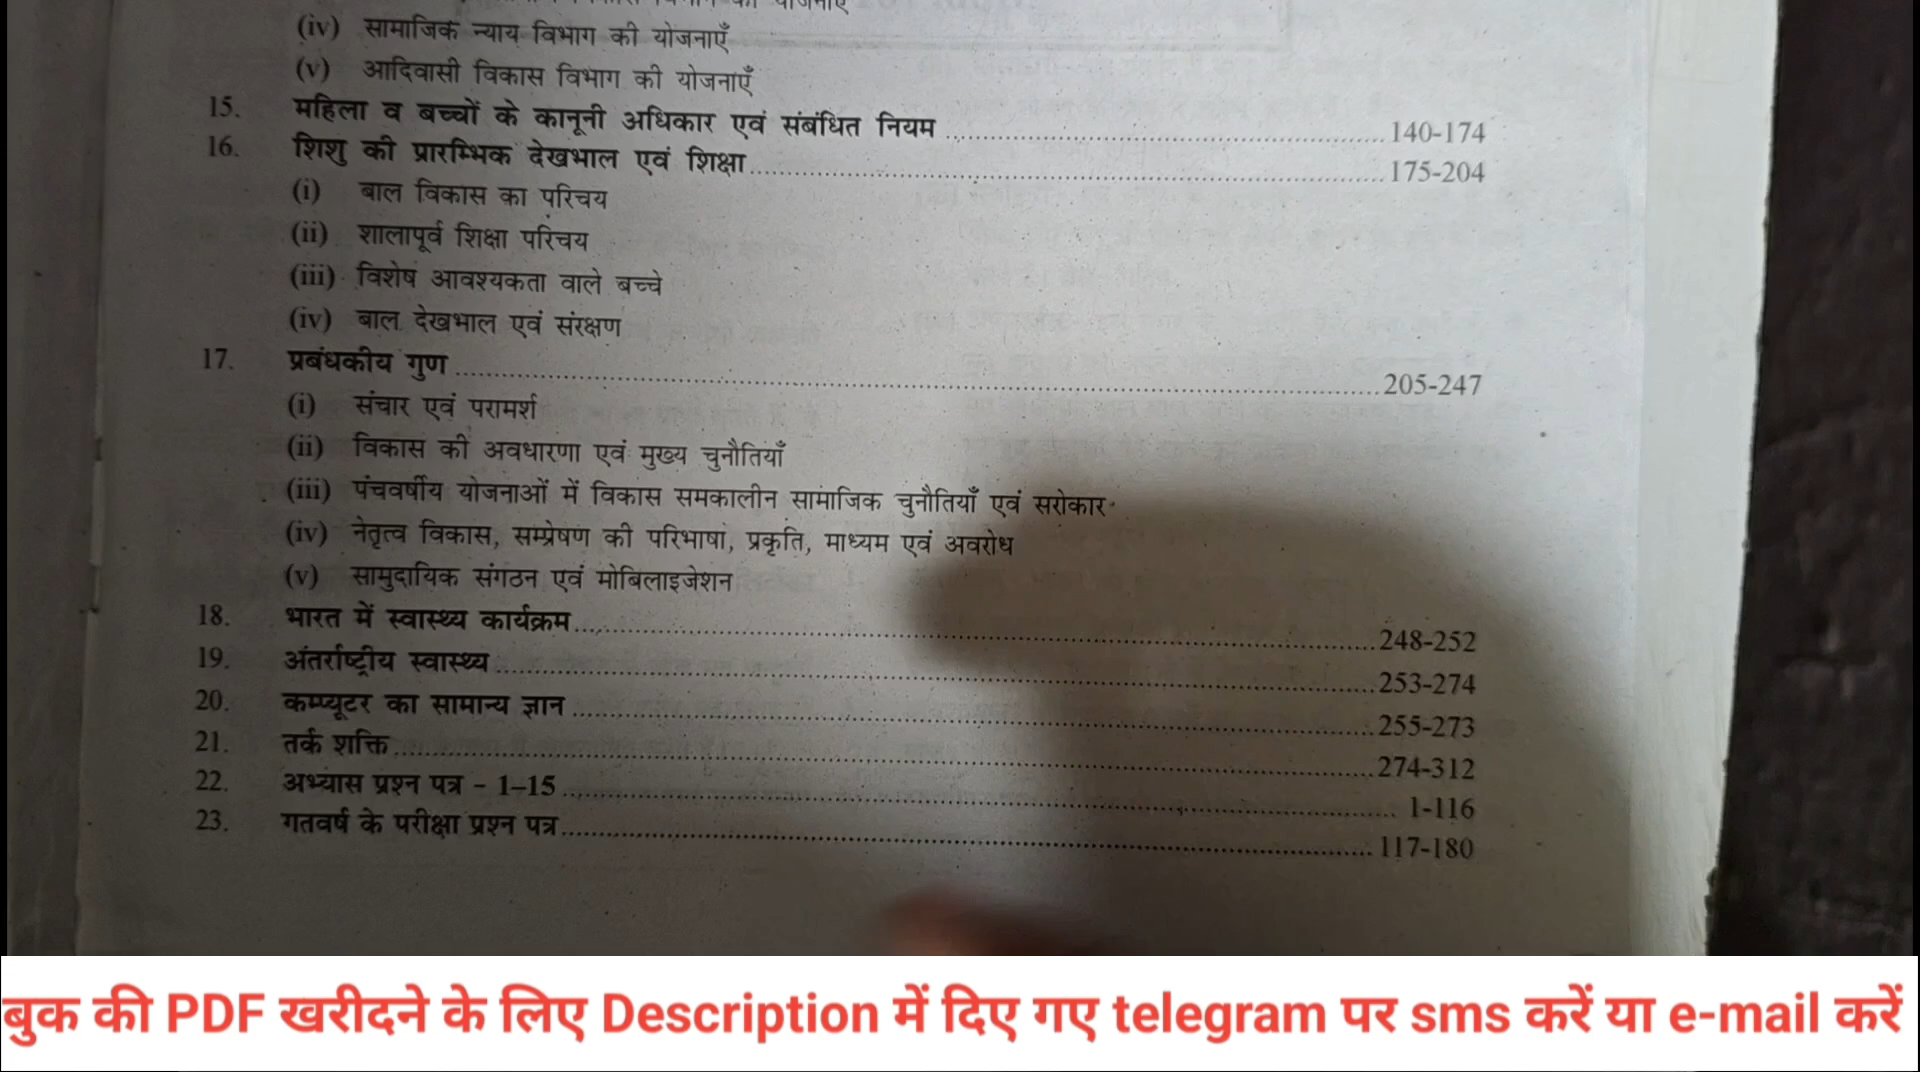 की योजनाएँ
(iv) सामाजिक न्याय विभाग की योजनाएँ
(v) आदिवासी विकास विभाग की योजनाएँ
15. महिला व बच्चों के कानूनी अधिकार एवं संबंधित नियम 140-174
16. शिशु की प्रारम्भिक देखभाल एवं शिक्षा 175-204
(i) बाल विकास का परिचय
(ii) शालापूर्व शिक्षा परिचय
(iii) विशेष आवश्यकता वाले बच्चे
(iv) बाल देखभाल एवं संरक्षण
17. प्रबंधकीय गुण 205-247
(i) संचार एवं परामर्श
(ii) विकास की अवधारणा एवं मुख्य चुनौतियाँ
(iii) पंचवर्षीय योजनाओं में विकास समकालीन सामाजिक चुनौतियाँ एवं सरोकार
(iv) नेतृत्व विकास, सम्प्रेषण की परिभाषा, प्रकृति, माध्यम एवं अवरोध
(v) सामुदायिक संगठन एवं मोबिलाइजेशन
18. भारत में स्वास्थ्य कार्यक्रम 248-252
19. अंतर्राष्ट्रीय स्वास्थ्य 253-274
20. कम्प्यूटर का सामान्य ज्ञान 255-273
21. तर्क शक्ति 274-312
22. अभ्यास प्रश्न पत्र - 1–15 1-116
23. गतवर्ष के परीक्षा प्रश्न पत्र 117-180
बुक की PDF खरीदने के लिए Description में दिए गए telegram पर sms करें या e-mail करें